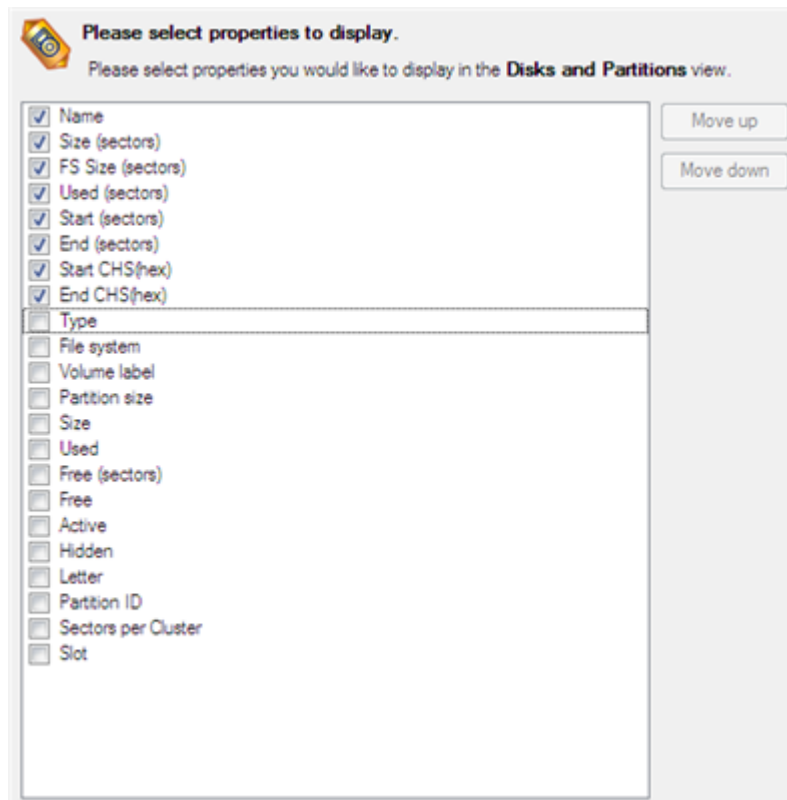 Please select properties to display.
Please select properties you would like to display in the Disks and Partitions view.
Name
Size (sectors)
FS Size (sectors)
Used (sectors)
Start (sectors)
End (sectors)
Start CHS(hex)
End CHS(hex)
Type
File system
Volume label
Partition size
Size
Used
Free (sectors)
Free
Active
Hidden
Letter
Partition ID
Sectors per Cluster
Slot
Move up
Move down